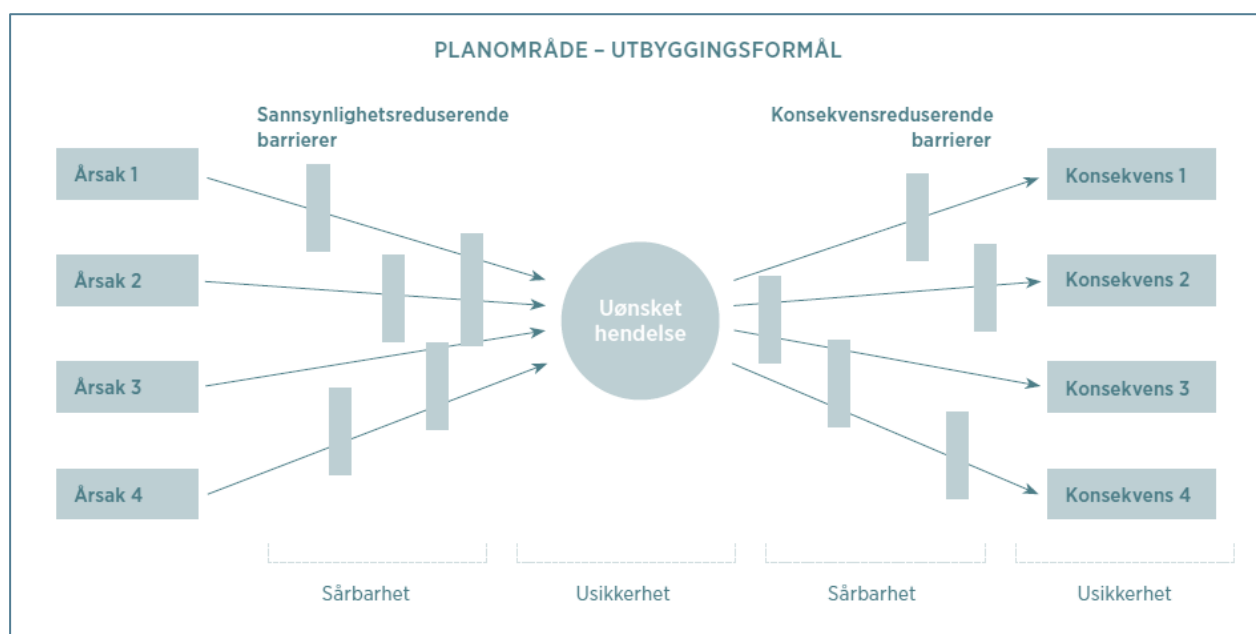 PLANOMRÅDE – UTBYGGINGSFORMÅL
Sannsynlighetsreduserende
barrierer
Konsekvensreduserende
barrierer
Årsak 1
Årsak 2
Årsak 3
Årsak 4
Uønsket
hendelse
Konsekvens 1
Konsekvens 2
Konsekvens 3
Konsekvens 4
Sårbarhet
Usikkerhet
Sårbarhet
Usikkerhet